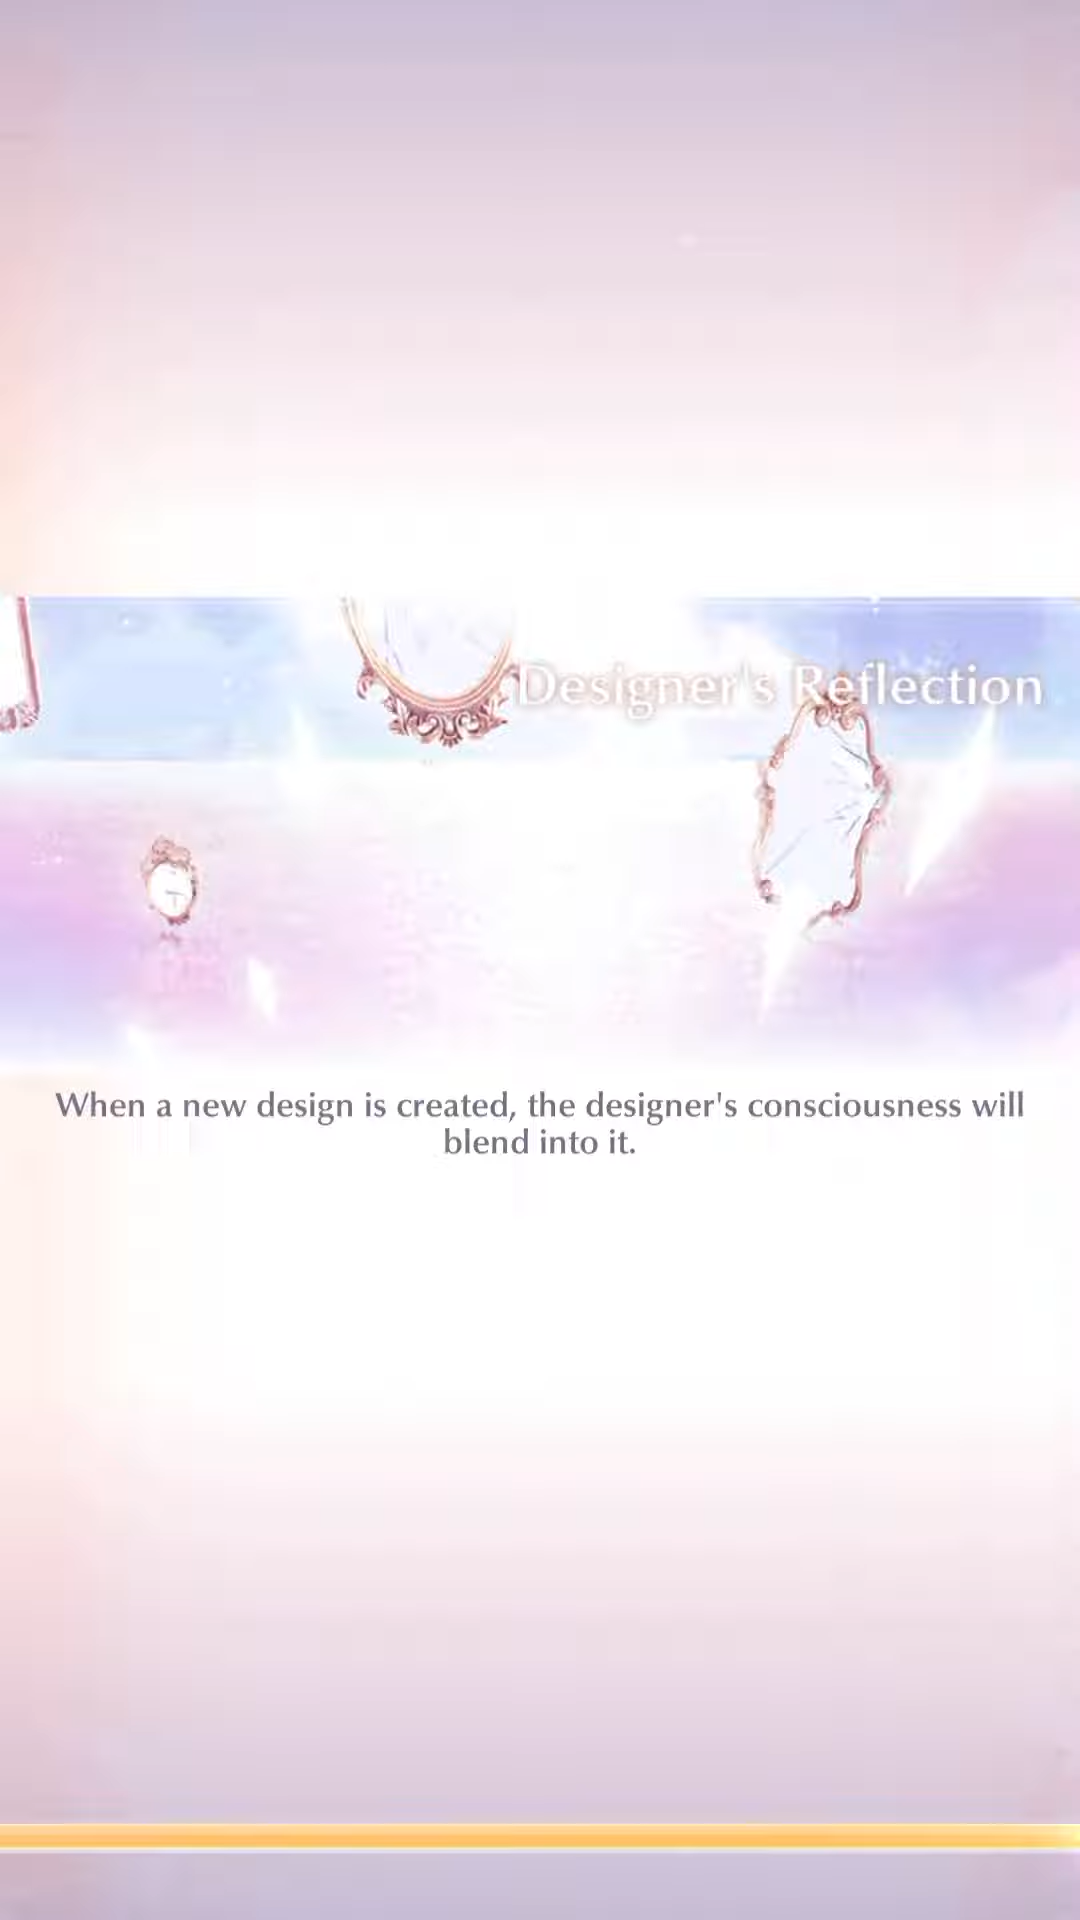 Designer's Reflection
When a new design is created, the designer's consciousness will
blend into it.